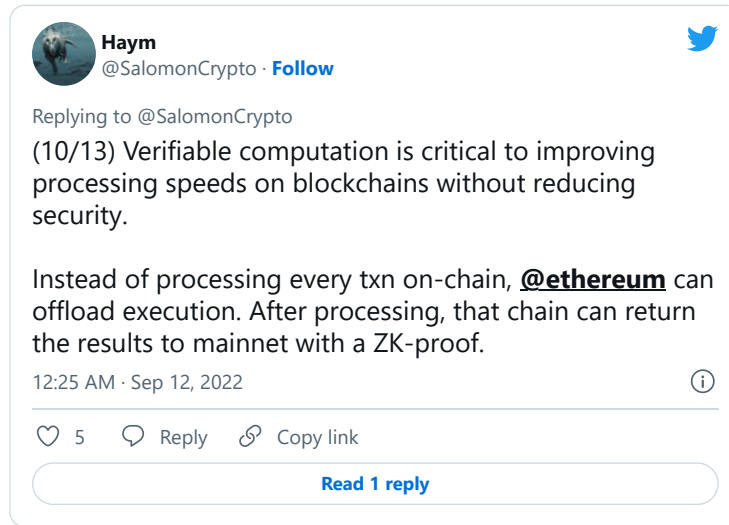 Haym
@SalomonCrypto · Follow
Replying to @SalomonCrypto
(10/13) Verifiable computation is critical to improving
processing speeds on blockchains without reducing
security.
Instead of processing every txn on-chain, @ethereum can
offload execution. After processing, that chain can return
the results to mainnet with a ZK-proof.
12:25 AM · Sep 12, 2022
5 Reply Copy link
Read 1 reply